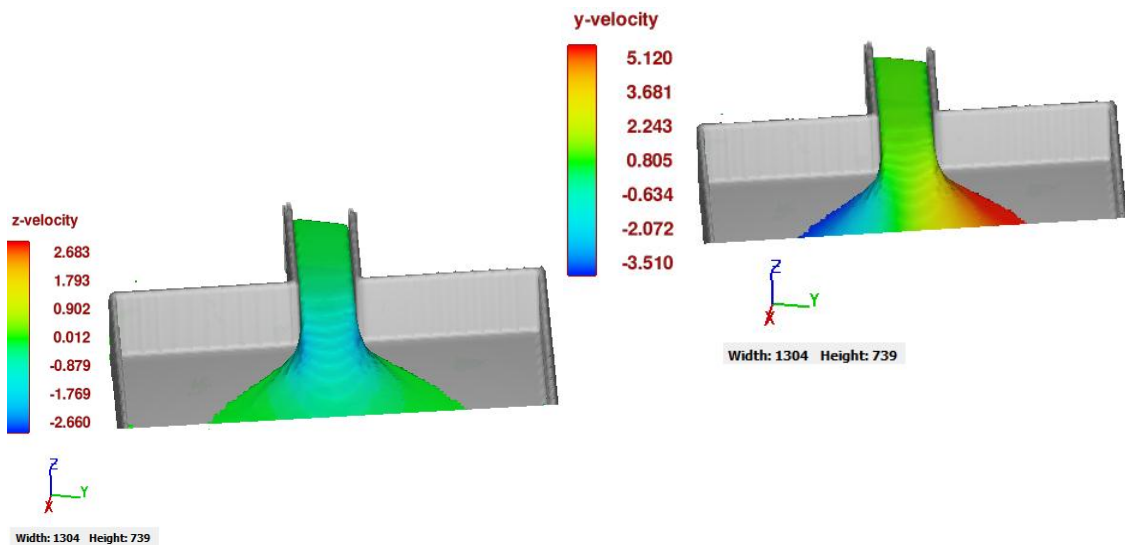 z-velocity
2.683
1.793
0.902
0.012
-0.879
-1.769
-2.660
Z
Y
X
Width: 1304 Height: 739
y-velocity
5.120
3.681
2.243
0.805
-0.634
-2.072
-3.510
Z
Y
X
Width: 1304 Height: 739